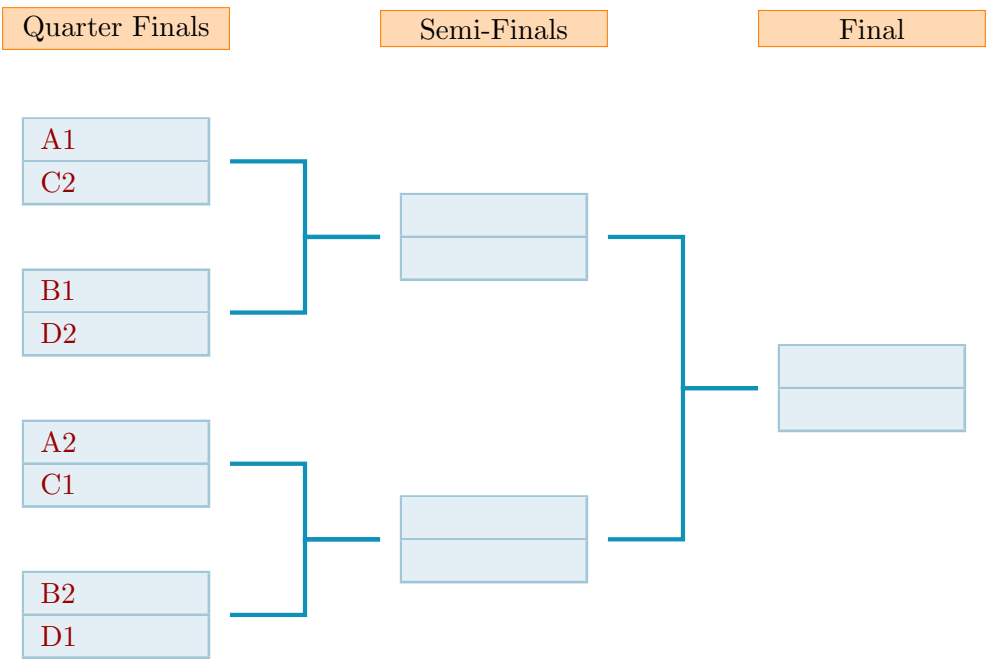 Quarter Finals
Semi-Finals
Final
A1
C2
B1
D2
A2
C1
B2
D1